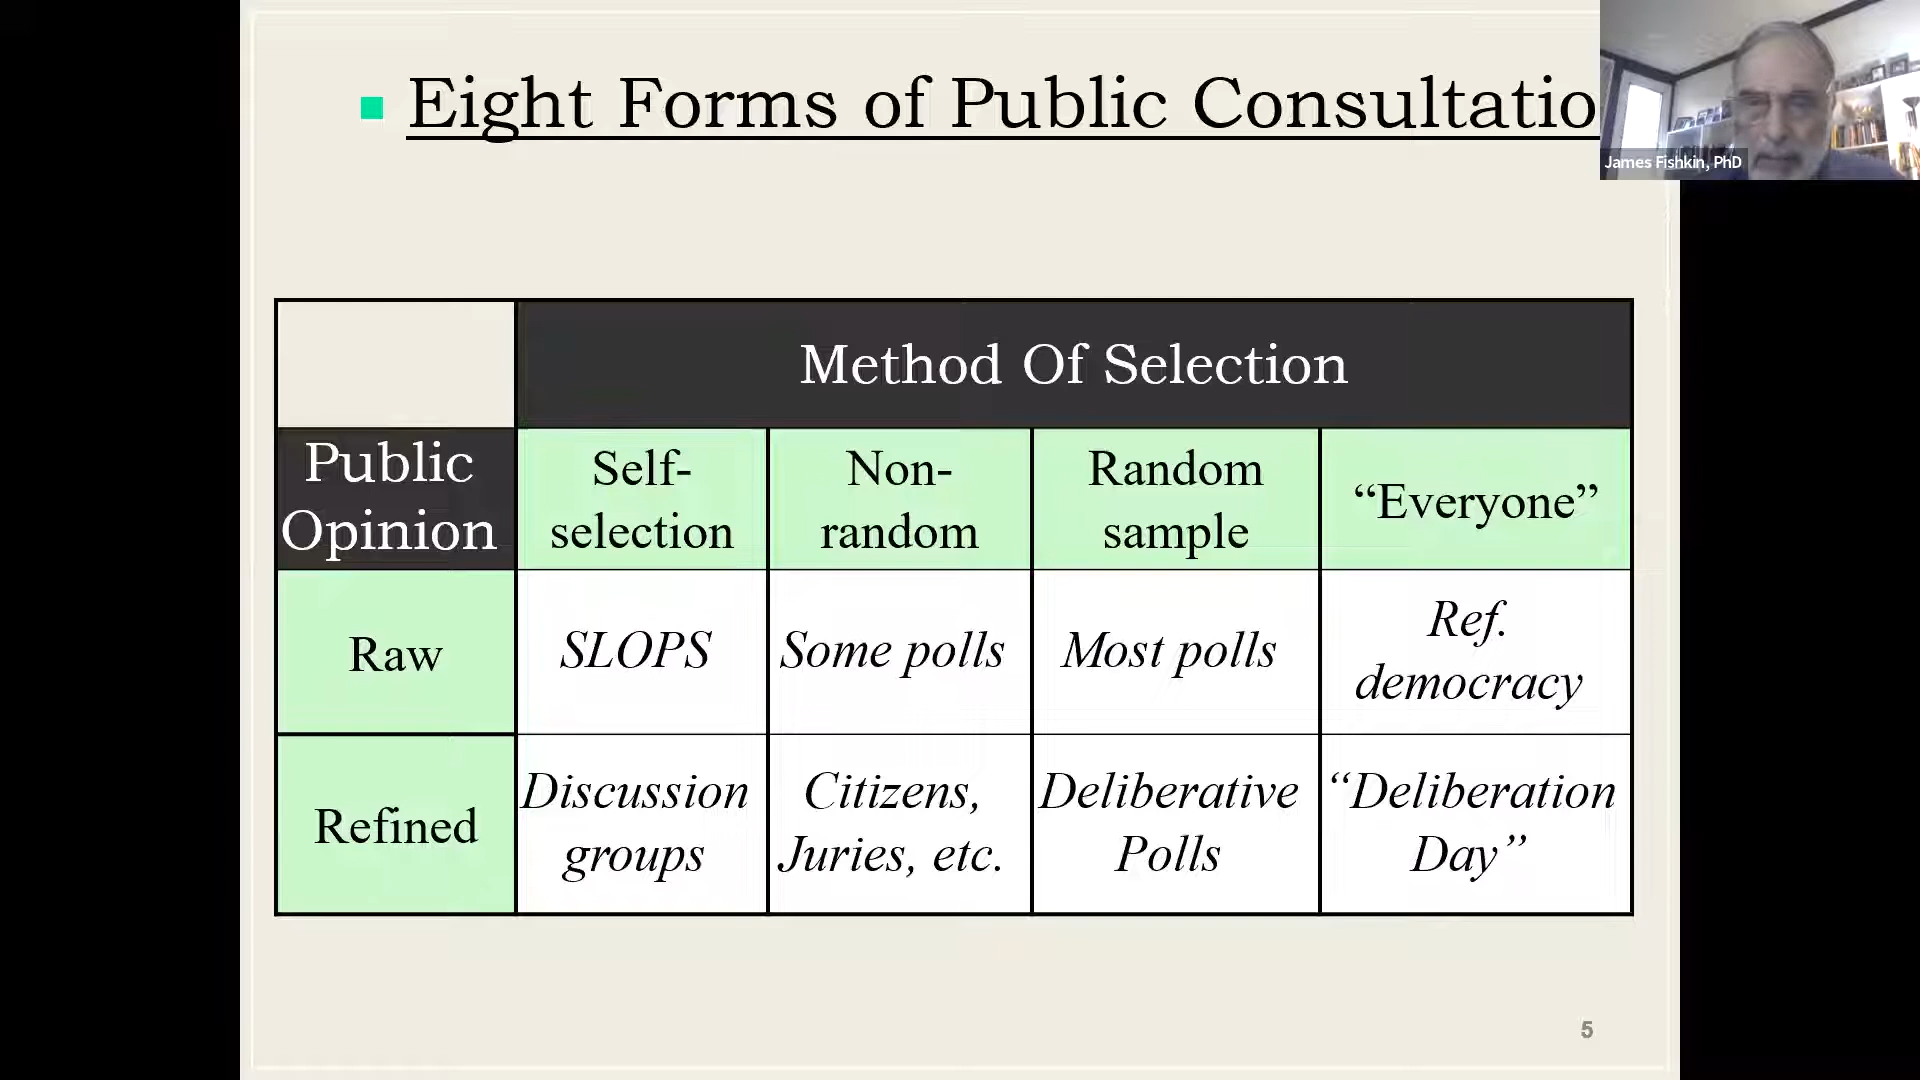 Eight Forms of Public Consultatio
James Fishkin, PhD
Method Of Selection
Public
Opinion
Self-
selection
Non-
random
Random
sample
“Everyone”
Raw
SLOPS
Some polls
Most polls
Ref.
democracy
Refined
Discussion
groups
Citizens,
Juries, etc.
Deliberative
Polls
“Deliberation
Day”
5